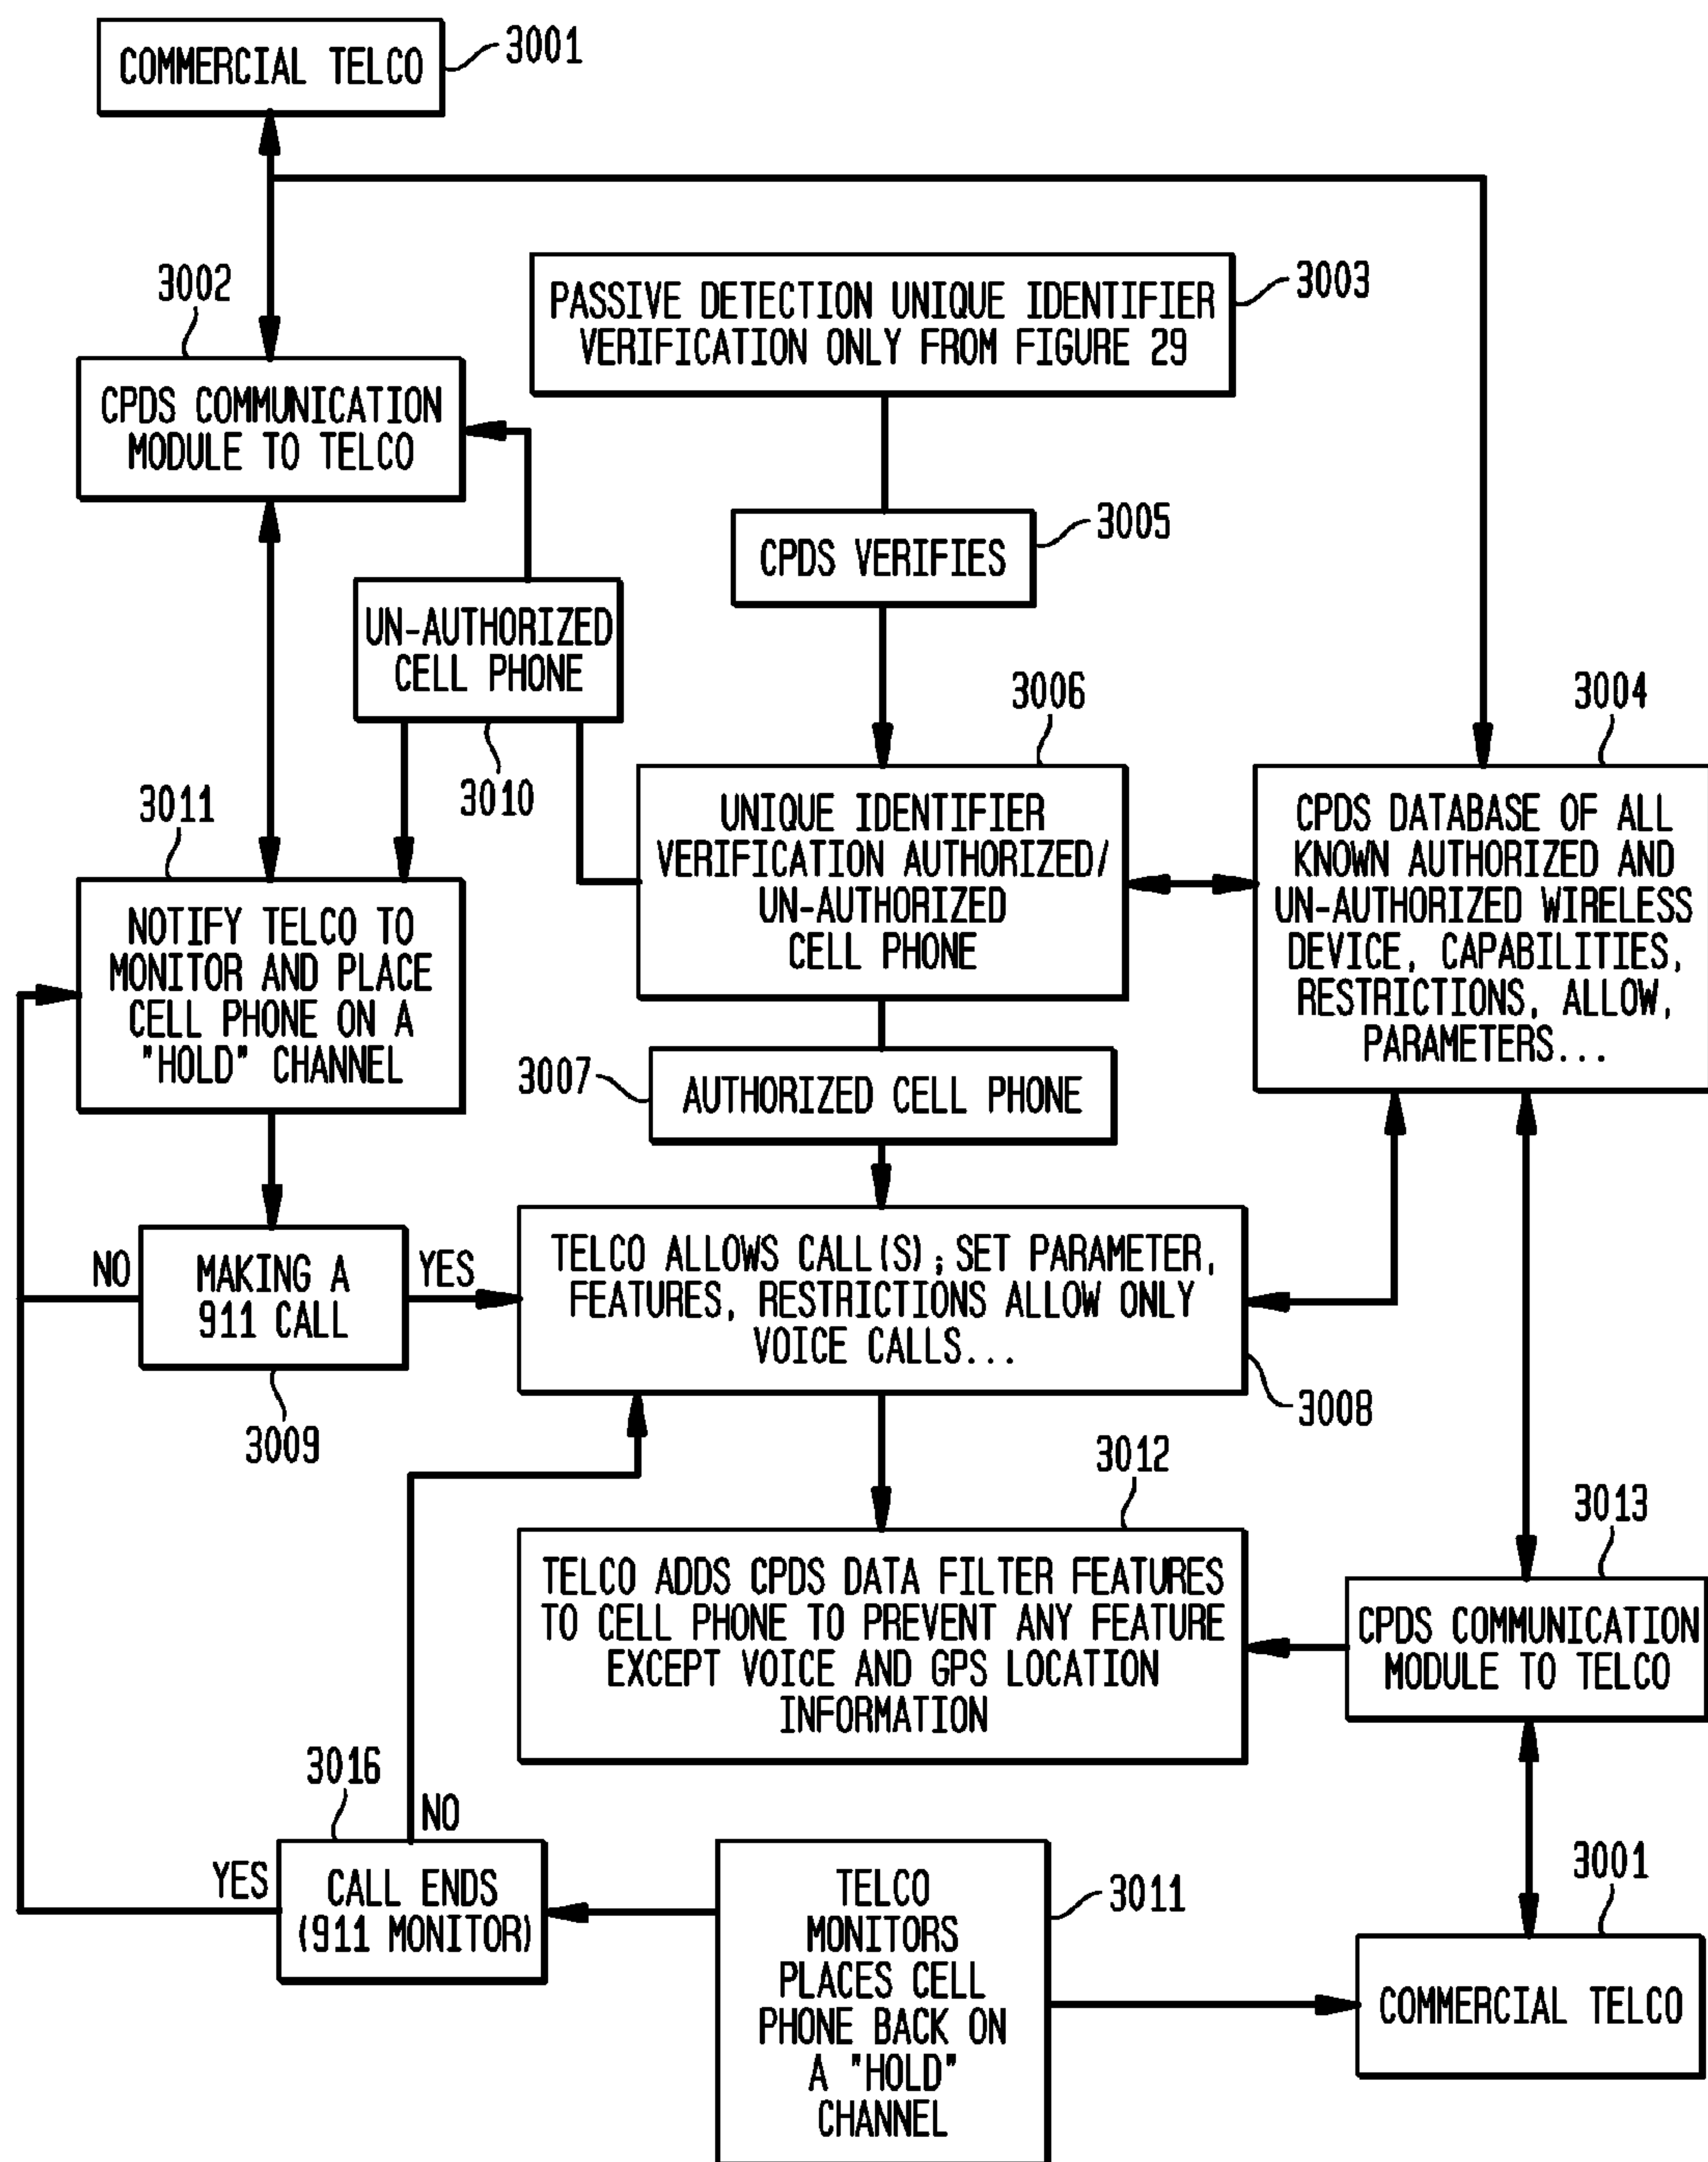 COMMERCIAL TELCO
3001
3002
CPDS COMMUNICATION
MODULE TO TELCO
PASSIVE DETECTION UNIQUE IDENTIFIER
VERIFICATION ONLY FROM FIGURE 29
3003
CPDS VERIFIES
3005
UN-AUTHORIZED
CELL PHONE
3010
3006
UNIQUE IDENTIFIER
VERIFICATION AUTHORIZED/
UN-AUTHORIZED
CELL PHONE
3004
CPDS DATABASE OF ALL
KNOWN AUTHORIZED AND
UN-AUTHORIZED WIRELESS
DEVICE, CAPABILITIES,
RESTRICTIONS, ALLOW,
PARAMETERS...
3011
NOTIFY TELCO TO
MONITOR AND PLACE
CELL PHONE ON A
"HOLD" CHANNEL
3007
AUTHORIZED CELL PHONE
NO
MAKING A
911 CALL
YES
3009
TELCO ALLOWS CALL(S); SET PARAMETER,
FEATURES, RESTRICTIONS ALLOW ONLY
VOICE CALLS...
3008
3012
TELCO ADDS CPDS DATA FILTER FEATURES
TO CELL PHONE TO PREVENT ANY FEATURE
EXCEPT VOICE AND GPS LOCATION
INFORMATION
3013
CPDS COMMUNICATION
MODULE TO TELCO
3016
NO
YES
CALL ENDS
(911 MONITOR)
TELCO
MONITORS
PLACES CELL
PHONE BACK ON
A "HOLD"
CHANNEL
3011
3001
COMMERCIAL TELCO